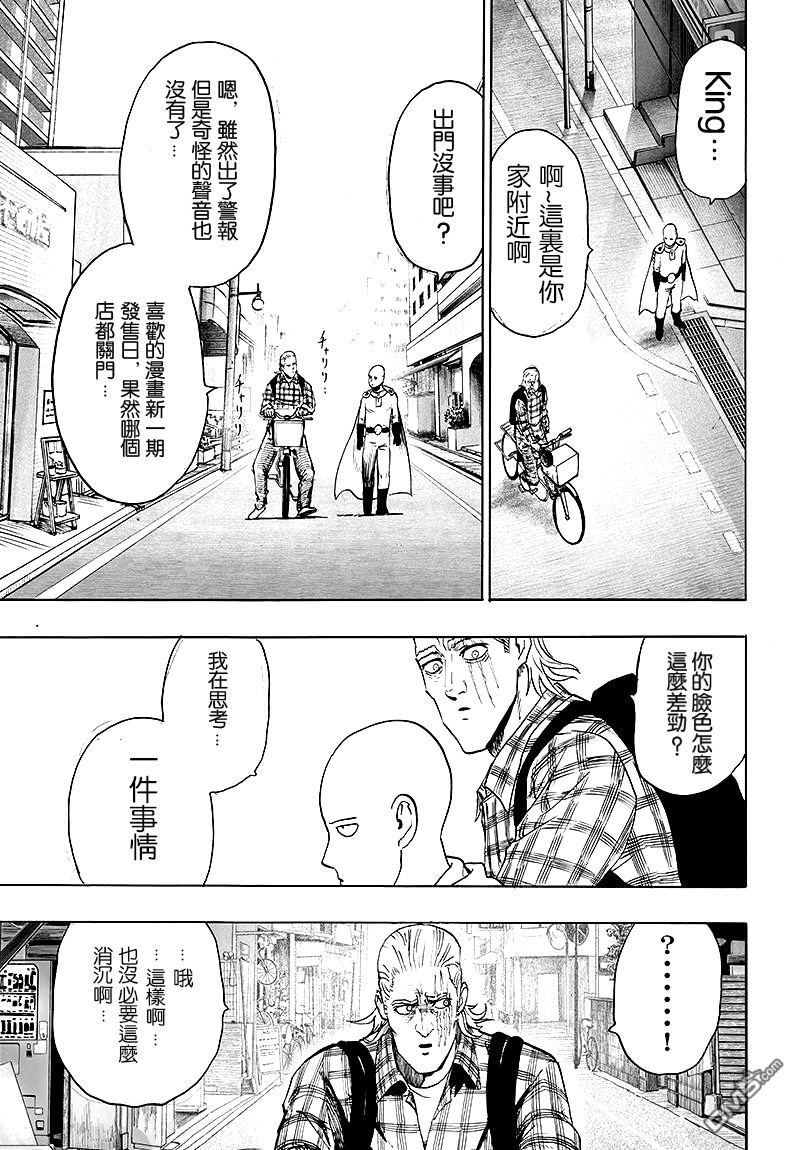 King…
啊~這裏是你
家附近啊
出門沒事吧?
嗯,雖然出了警報
但是奇怪的聲音也
沒有了…
喜歡的漫畫新一期
發售日,果然哪個
店都關門…
チャリリ…
チャリリ…
你的臉色怎麼
這麼差勁?
我在思考…
一件事情
?……!
…哦
…這樣啊…
也沒必要這麼
消沉啊…